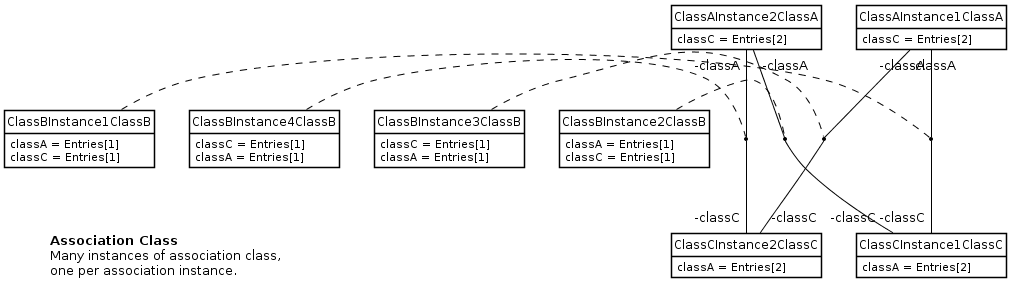 ClassAInstance2ClassA
classC = Entries[2]
ClassAInstance1ClassA
classC = Entries[2]
-classA
-classA
-classA
-classA
ClassBInstance1ClassB
classA = Entries[1]
classC = Entries[1]
ClassBInstance4ClassB
classC = Entries[1]
classA = Entries[1]
ClassBInstance3ClassB
classC = Entries[1]
classA = Entries[1]
ClassBInstance2ClassB
classA = Entries[1]
classC = Entries[1]
-classC
-classC
-classC
-classC
ClassCInstance2ClassC
classA = Entries[2]
ClassCInstance1ClassC
classA = Entries[2]
Association Class
Many instances of association class,
one per association instance.